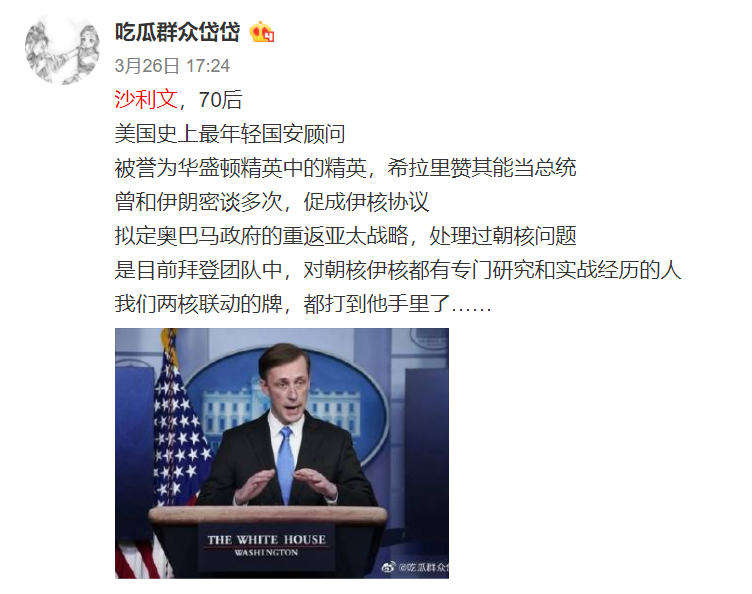 吃瓜群众岱岱
3月26日 17:24
沙利文，70后
美国史上最年轻国安顾问
被誉为华盛顿精英中的精英，希拉里赞其能当总统
曾和伊朗密谈多次，促成伊核协议
拟定奥巴马政府的重返亚太战略，处理过朝核问题
是目前拜登团队中，对朝核伊核都有专门研究和实战经历的人
我们两核联动的牌，都打到他手里了……
THE WHITE HOUSE
WASHINGTON
@吃瓜群众